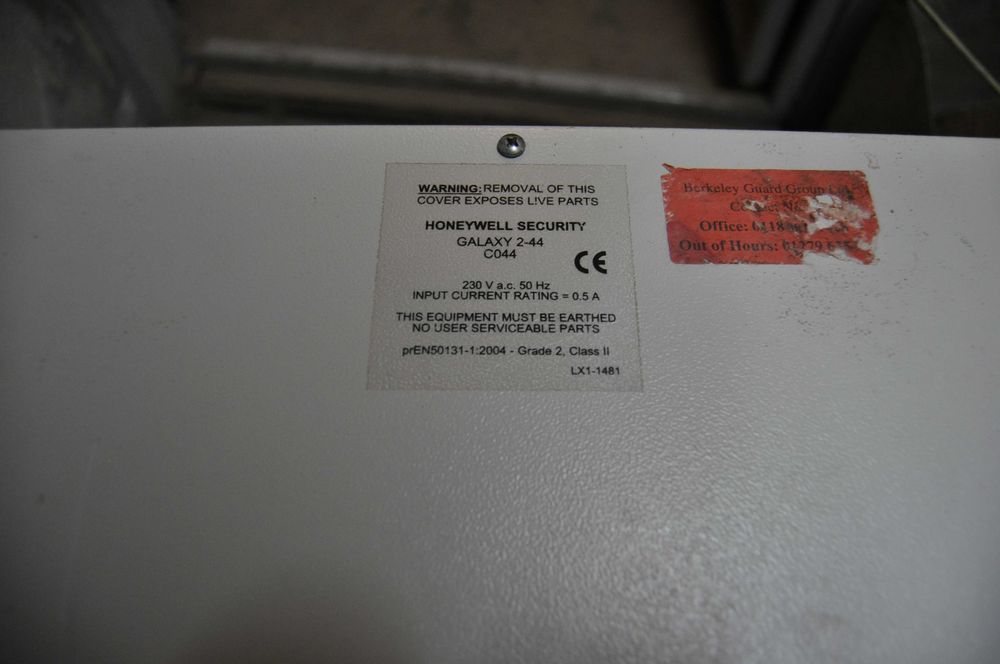 WARNING: REMOVAL OF THIS
COVER EXPOSES LIVE PARTS
HONEYWELL SECURITY
GALAXY 2-44
C044
CE
230 V a.c. 50 Hz
INPUT CURRENT RATING = 0.5 A
THIS EQUIPMENT MUST BE EARTHED
NO USER SERVICEABLE PARTS
prEN50131-1:2004 - Grade 2, Class II
LX1-1481
Berkeley Guard Group
Office:
Out of Hours: